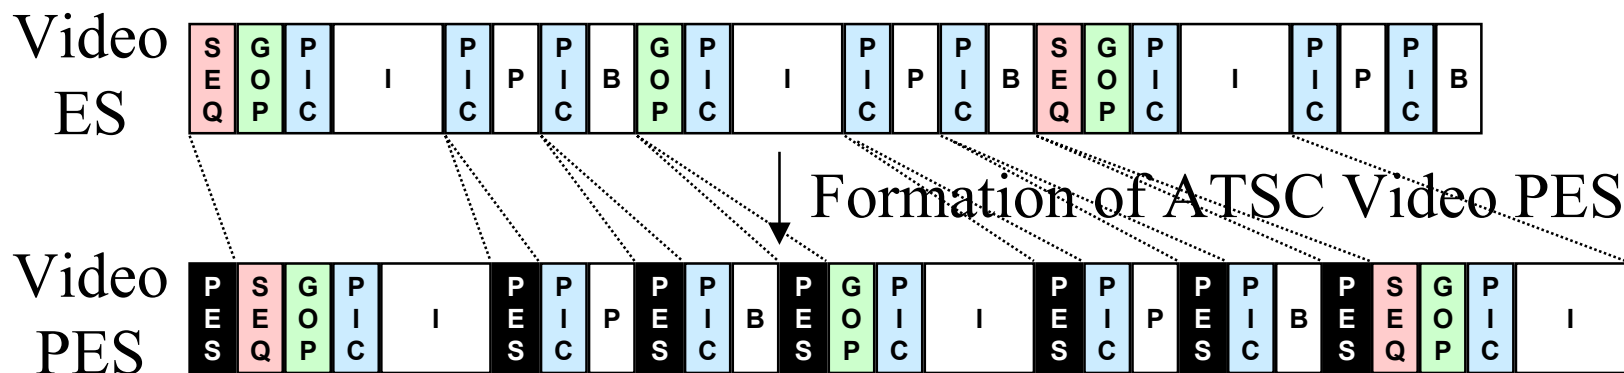 Video
ES
SEQ GOP PIC I PIC P PIC B GOP PIC I PIC P PIC B SEQ GOP PIC I PIC P PIC B
Formation of ATSC Video PES
Video
PES
PES SEQ GOP PIC I PES PIC P PES PIC B PES GOP PIC I PES PIC P PES PIC B PES SEQ GOP PIC I